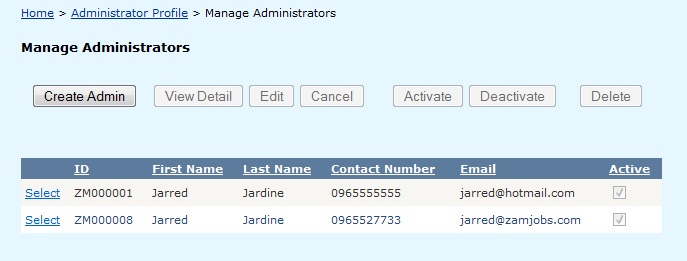 Home > Administrator Profile > Manage Administrators
Manage Administrators
Create Admin View Detail Edit Cancel Activate Deactivate Delete
ID First Name Last Name Contact Number Email Active
Select ZM000001 Jarred Jardine 0965555555 jarred@hotmail.com
Select ZM000008 Jarred Jardine 0965527733 jarred@zamjobs.com